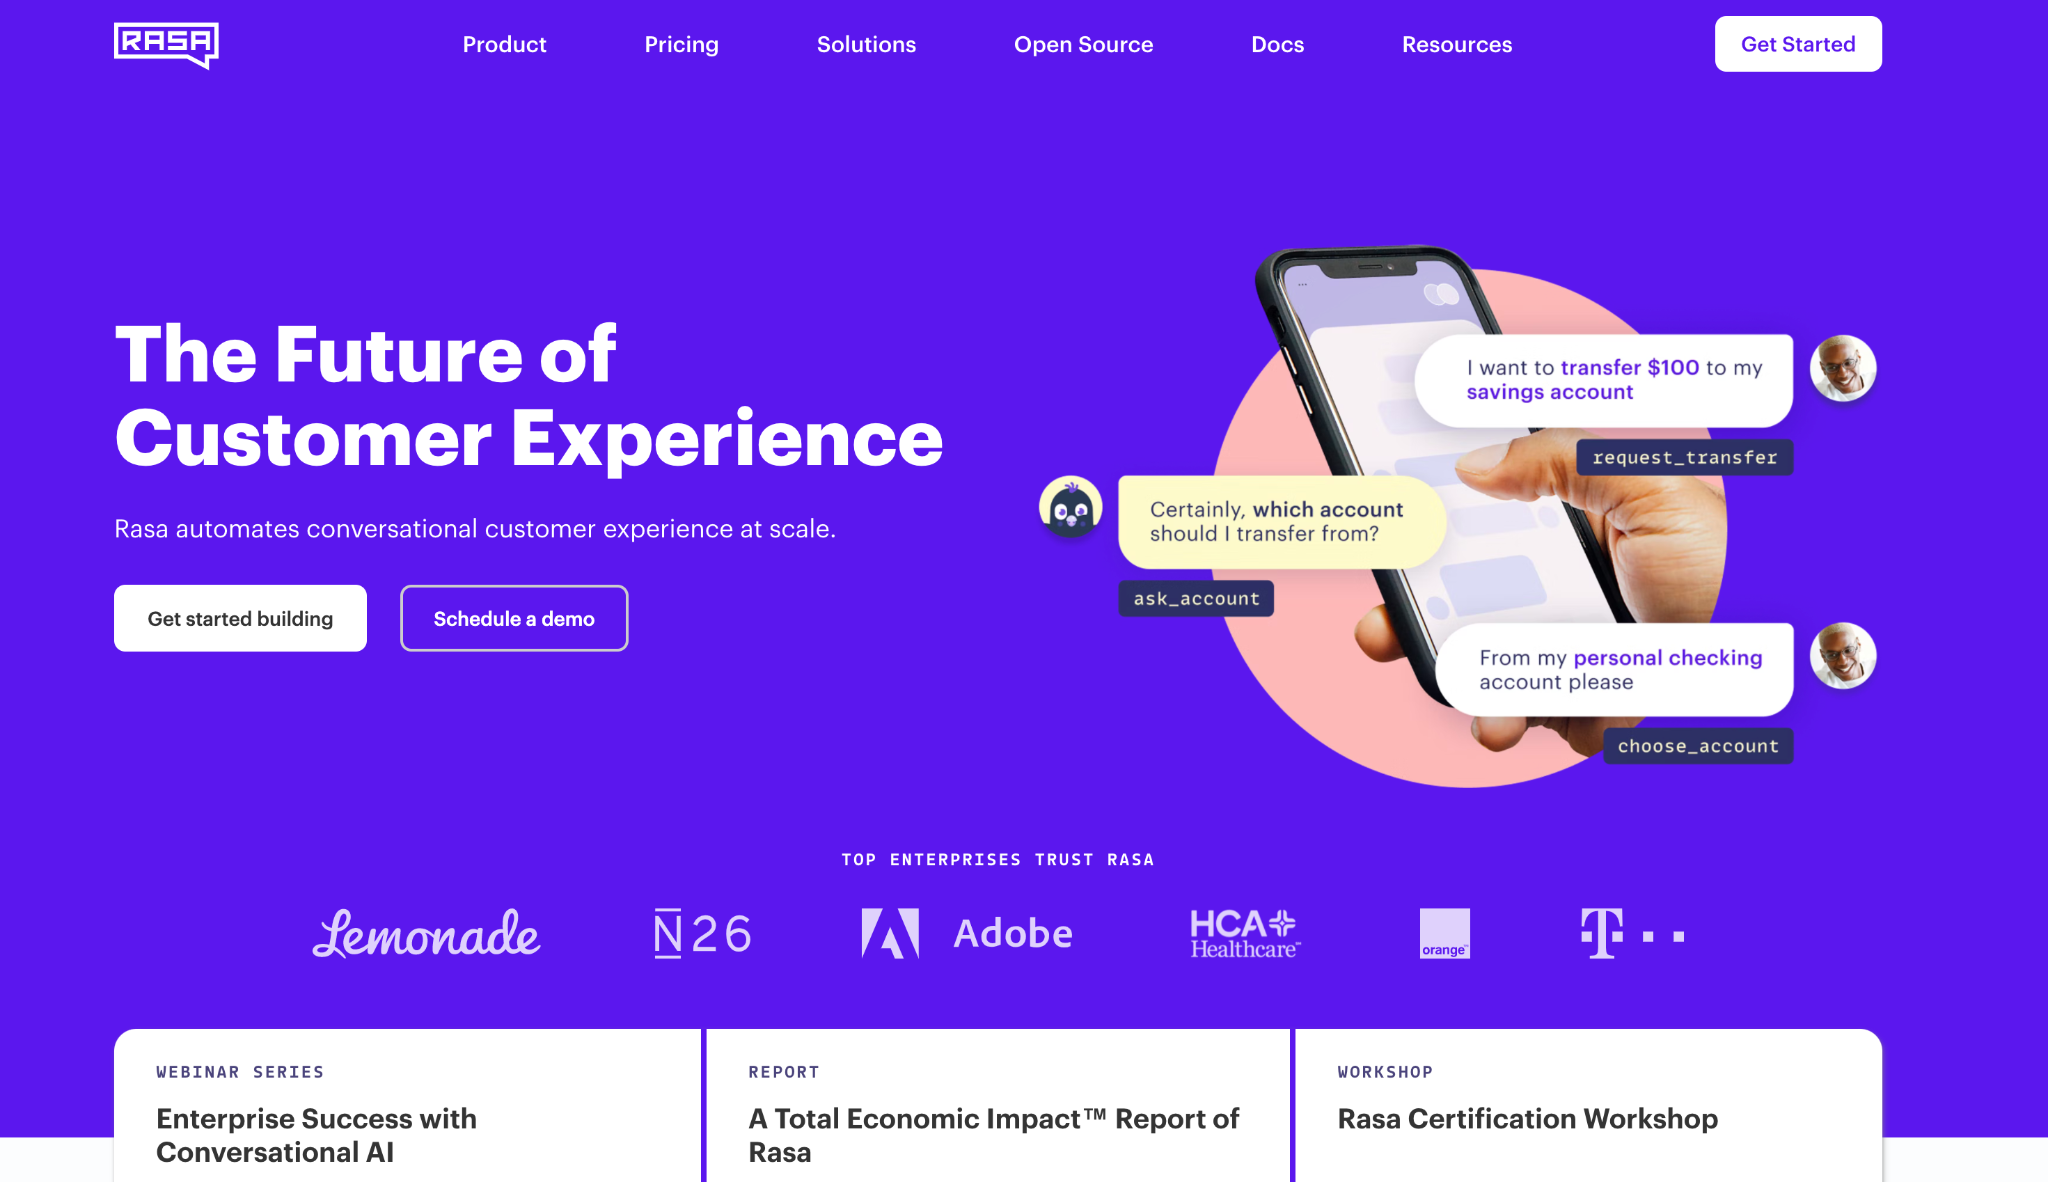 RASA
Product
Pricing
Solutions
Open Source
Docs
Resources
Get Started
The Future of
Customer Experience
Rasa automates conversational customer experience at scale.
Get started building
Schedule a demo
I want to transfer $100 to my
savings account
request_transfer
Certainly, which account
should I transfer from?
ask_account
From my personal checking
account please
choose_account
TOP ENTERPRISES TRUST RASA
Lemonade
N26
Adobe
HCA
Healthcare™
orange™
T··
WEBINAR SERIES
Enterprise Success with
Conversational AI
REPORT
A Total Economic Impact™ Report of
Rasa
WORKSHOP
Rasa Certification Workshop